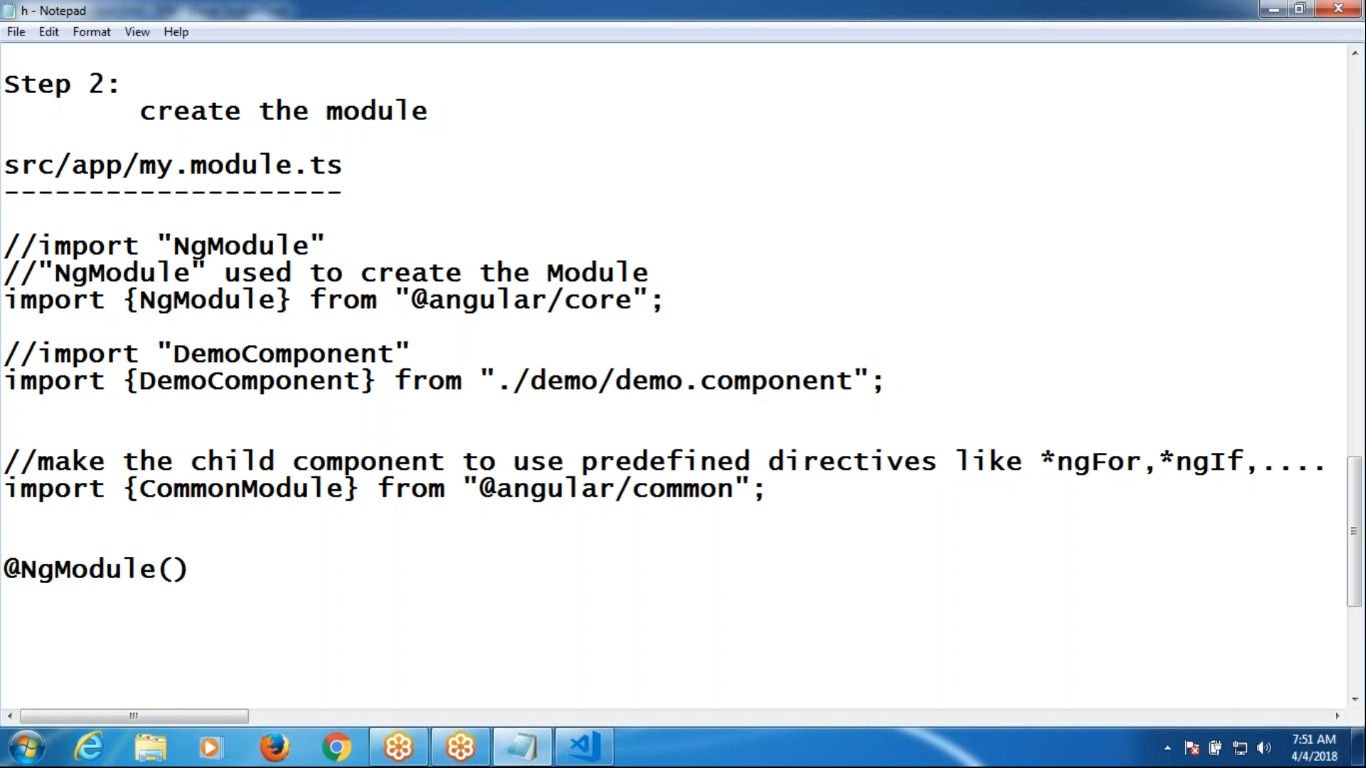 h - Notepad
File Edit Format View Help
Step 2:
create the module
src/app/my.module.ts
--------------------
//import "NgModule"
//"NgModule" used to create the Module
import {NgModule} from "@angular/core";
//import "DemoComponent"
import {DemoComponent} from "./demo/demo.component";
//make the child component to use predefined directives like *ngFor,*ngIf,....
import {CommonModule} from "@angular/common";
@NgModule()
7:51 AM
4/4/2018